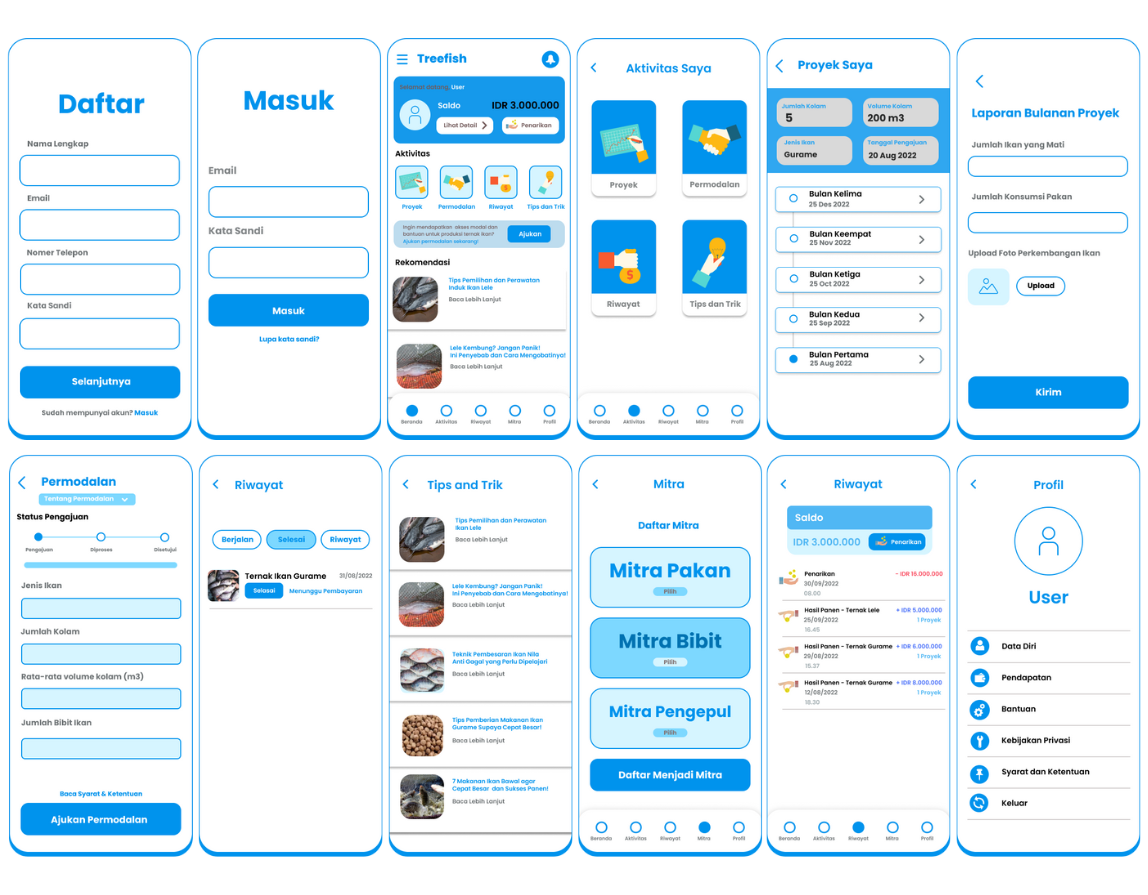 Daftar
Nama Lengkap
Email
Nomer Telepon
Kata Sandi
Selanjutnya
Sudah mempunyai akun? Masuk
Masuk
Email
Kata Sandi
Masuk
Lupa kata sandi?
Treefish
Selamat datang, User
Saldo
IDR 3.000.000
Lihat Detail
Penarikan
Aktivitas
Proyek
Permodalan
Riwayat
Tips dan Trik
Ingin mendapatkan akses modal dan
bantuan untuk produksi ternak ikan?
Ajukan permodalan sekarang!
Ajukan
Rekomendasi
Tips Pemilihan dan Perawatan
Induk Ikan Lele
Baca Lebih Lanjut
Lele Kembung? Jangan Panik!
Ini Penyebab dan Cara Mengobatinya!
Baca Lebih Lanjut
Beranda
Aktivitas
Riwayat
Mitra
Profil
Aktivitas Saya
Proyek
Permodalan
Riwayat
Tips dan Trik
Beranda
Aktivitas
Riwayat
Mitra
Profil
Proyek Saya
Jumlah Kolam
5
Volume Kolam
200 m3
Jenis Ikan
Gurame
Tanggal Pengajuan
20 Aug 2022
Bulan Kelima
25 Des 2022
Bulan Keempat
25 Nov 2022
Bulan Ketiga
25 Oct 2022
Bulan Kedua
25 Sep 2022
Bulan Pertama
25 Aug 2022
Laporan Bulanan Proyek
Jumlah Ikan yang Mati
Jumlah Konsumsi Pakan
Upload Foto Perkembangan Ikan
Upload
Kirim
Permodalan
Tentang Permodalan
Status Pengajuan
Pengajuan
Diproses
Disetujui
Jenis Ikan
Jumlah Kolam
Rata-rata volume kolam (m3)
Jumlah Bibit Ikan
Baca Syarat & Ketentuan
Ajukan Permodalan
Riwayat
Berjalan
Selesai
Riwayat
Ternak Ikan Gurame
31/08/2022
Selasai
Menunggu Pembayaran
Tips and Trik
Tips Pemilihan dan Perawatan
Ikan Lele
Baca Lebih Lanjut
Lele Kembung? Jangan Panik!
Ini Penyebab dan Cara Mengobatinya!
Baca Lebih Lanjut
Teknik Pembesaran Ikan Nila
Anti Gagal yang Perlu Dipelajari
Baca Lebih Lanjut
Tips Pemberian Makanan Ikan
Gurame Supaya Cepat Besar!
Baca Lebih Lanjut
7 Makanan Ikan Bawal agar
Cepat Besar dan Sukses Panen!
Baca Lebih Lanjut
Mitra
Daftar Mitra
Mitra Pakan
Pilih
Mitra Bibit
Pilih
Mitra Pengepul
Pilih
Daftar Menjadi Mitra
Beranda
Aktivitas
Riwayat
Mitra
Profil
Riwayat
Saldo
IDR 3.000.000
Penarikan
Penarikan
- IDR 16.000.000
30/09/2022
08.00
Hasil Panen - Ternak Lele
+ IDR 5.000.000
25/09/2022
1 Proyek
16.45
Hasil Panen - Ternak Gurame
+ IDR 6.000.000
29/08/2022
1 Proyek
15.37
Hasil Panen - Ternak Gurame
+ IDR 8.000.000
12/08/2022
1 Proyek
15.30
Beranda
Aktivitas
Riwayat
Mitra
Profil
Profil
User
Data Diri
Pendapatan
Bantuan
Kebijakan Privasi
Syarat dan Ketentuan
Keluar